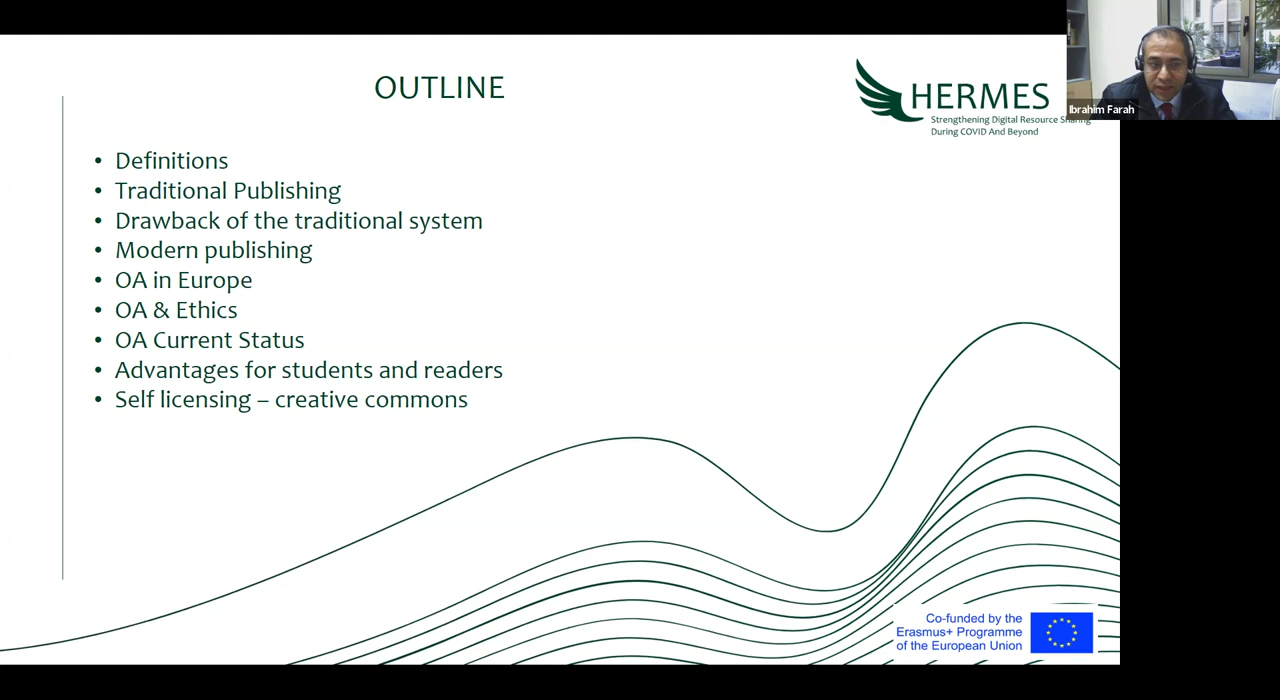 OUTLINE
HERMES
Strengthening Digital Resource Sharing
During COVID And Beyond
Ibrahim Farah
• Definitions
• Traditional Publishing
• Drawback of the traditional system
• Modern publishing
• OA in Europe
• OA & Ethics
• OA Current Status
• Advantages for students and readers
• Self licensing – creative commons
Co-funded by the
Erasmus+ Programme
of the European Union